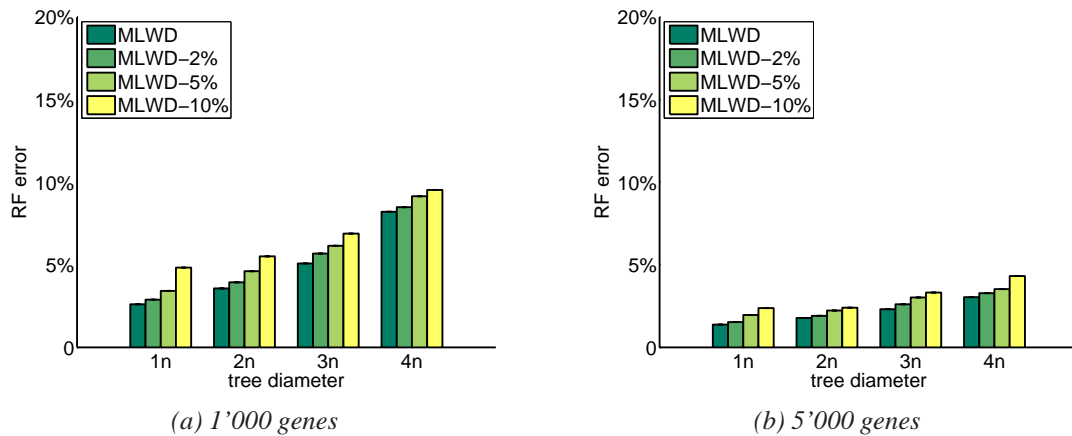 20%
15%
10%
5%
0
RF error
MLWD
MLWD−2%
MLWD−5%
MLWD−10%
1n 2n 3n 4n
tree diameter
(a) 1’000 genes
20%
15%
10%
5%
0
RF error
MLWD
MLWD−2%
MLWD−5%
MLWD−10%
1n 2n 3n 4n
tree diameter
(b) 5’000 genes